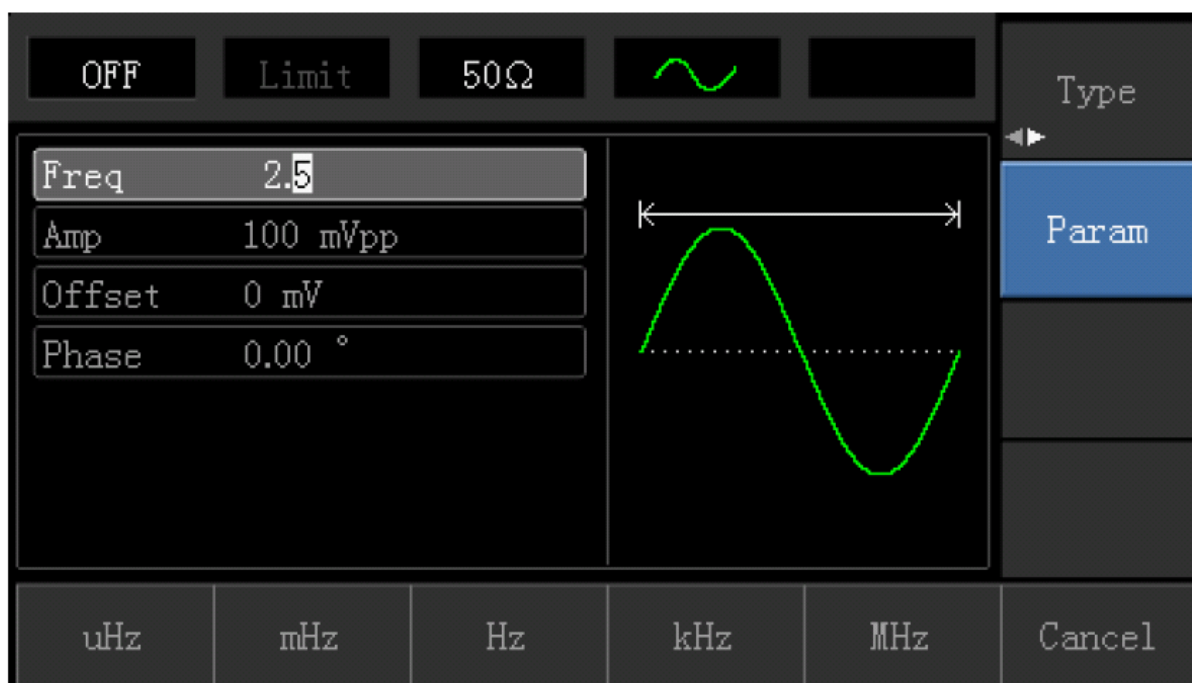 OFF Limit 50Ω
Type
Freq 2.5
Amp 100 mVpp
Param
Offset 0 mV
Phase 0.00 °
uHz mHz Hz kHz MHz Cancel